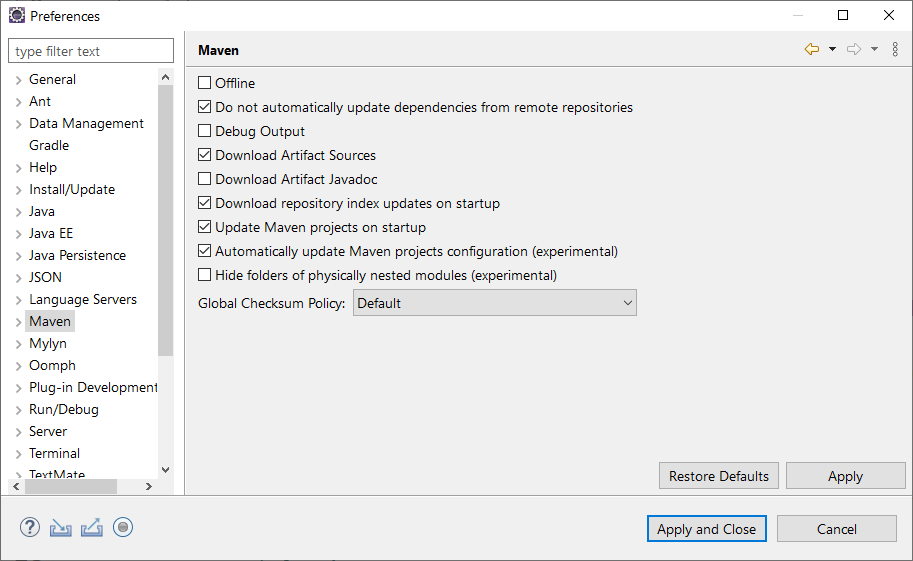 Preferences
type filter text
General
Ant
Data Management
Gradle
Help
Install/Update
Java
Java EE
Java Persistence
JSON
Language Servers
Maven
Mylyn
Oomph
Plug-in Development
Run/Debug
Server
Terminal
TextMate
Maven
Offline
Do not automatically update dependencies from remote repositories
Debug Output
Download Artifact Sources
Download Artifact Javadoc
Download repository index updates on startup
Update Maven projects on startup
Automatically update Maven projects configuration (experimental)
Hide folders of physically nested modules (experimental)
Global Checksum Policy: Default
Restore Defaults Apply
Apply and Close Cancel